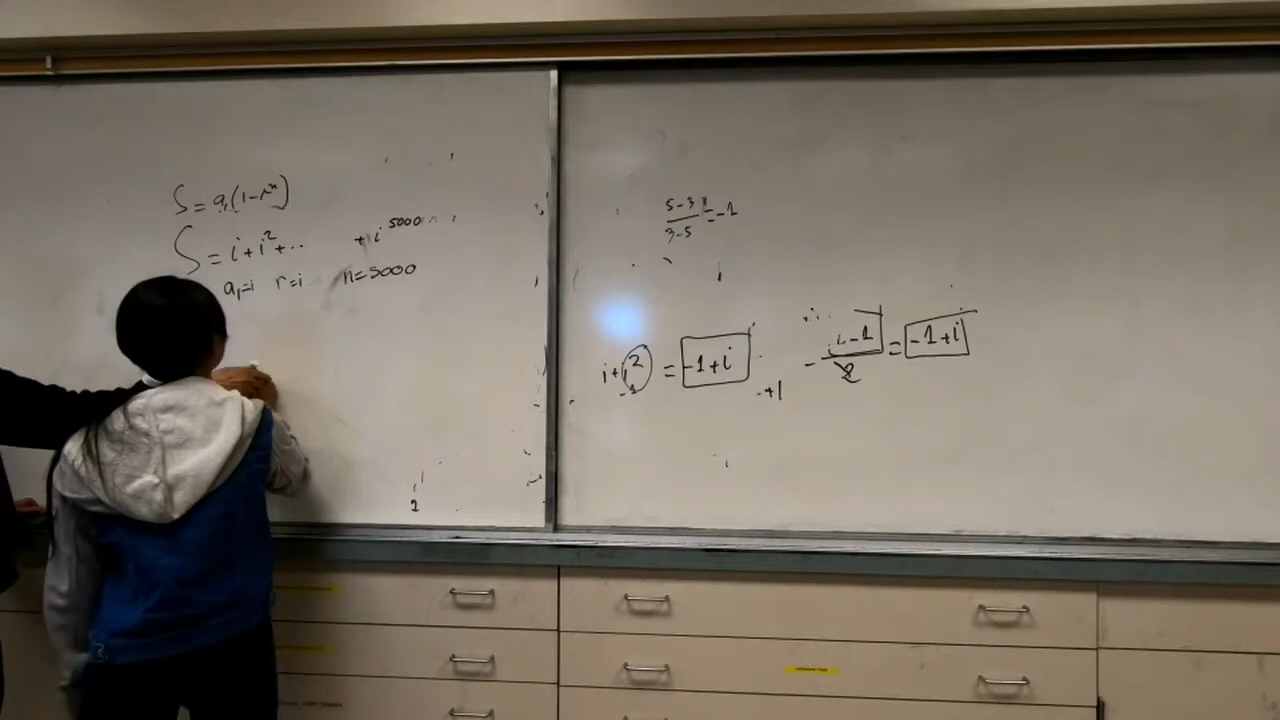 S = a₁(1-rⁿ)
S = i + i² + .. + i⁵⁰⁰⁰
a₁=i r=i n=5000
5-3
3-5
=-1
i+i² = -1+i
-1
-+1
i-1
- 2
= -1+i
1